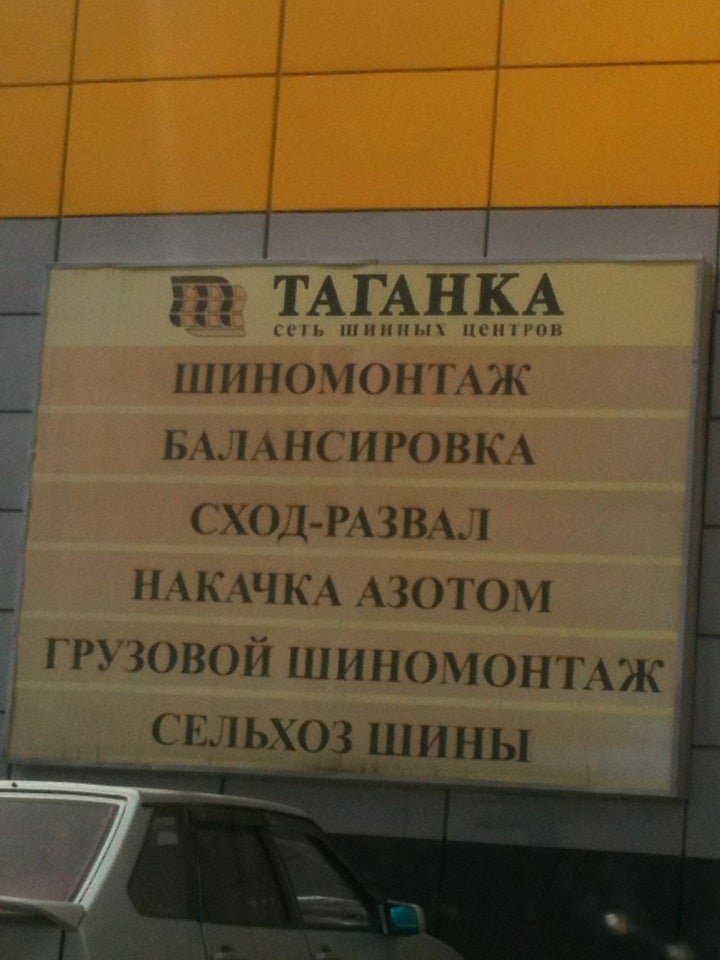 ТАГАНКА
сеть шинных центров
ШИНОМОНТАЖ
БАЛАНСИРОВКА
СХОД-РАЗВАЛ
НАКАЧКА АЗОТОМ
ГРУЗОВОЙ ШИНОМОНТАЖ
СЕЛЬХОЗ ШИНЫ